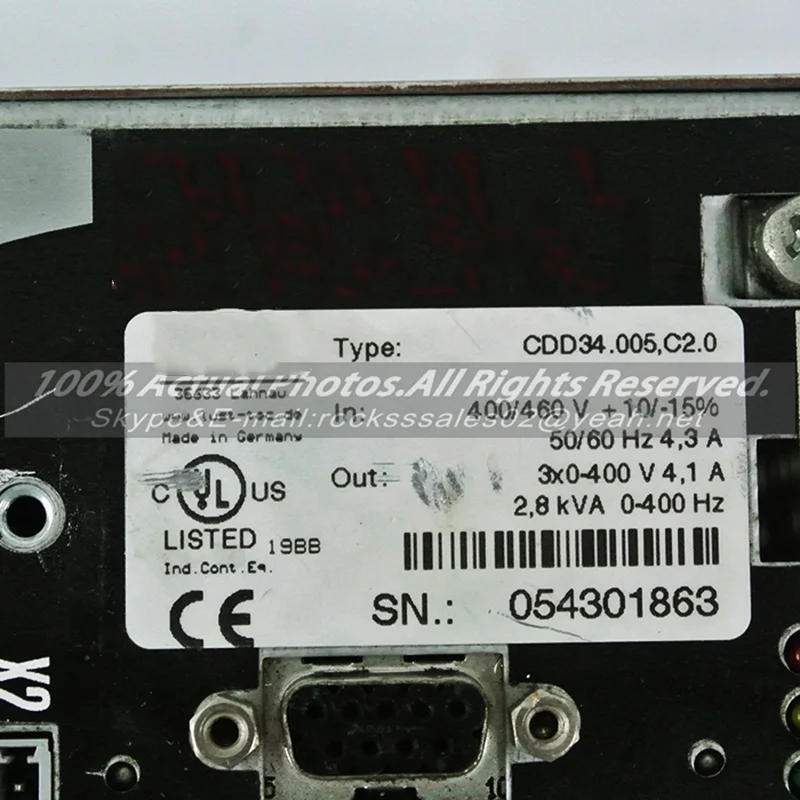 Type: CDD34.005,C2.0
100% Actual Photos.All Rights Reserved.
35633 Lahnau
In: 400/460 V +10/-15%
Skype&E-mail:rocksssales02@yeah.net
Made in Germany
50/60 Hz 4,3 A
Out: 3x0-400 V 4,1 A
C UL US
2,8 kVA 0-400 Hz
LISTED 19BB
Ind.Cont.Eq.
CE
SN.: 054301863
X2
5 10